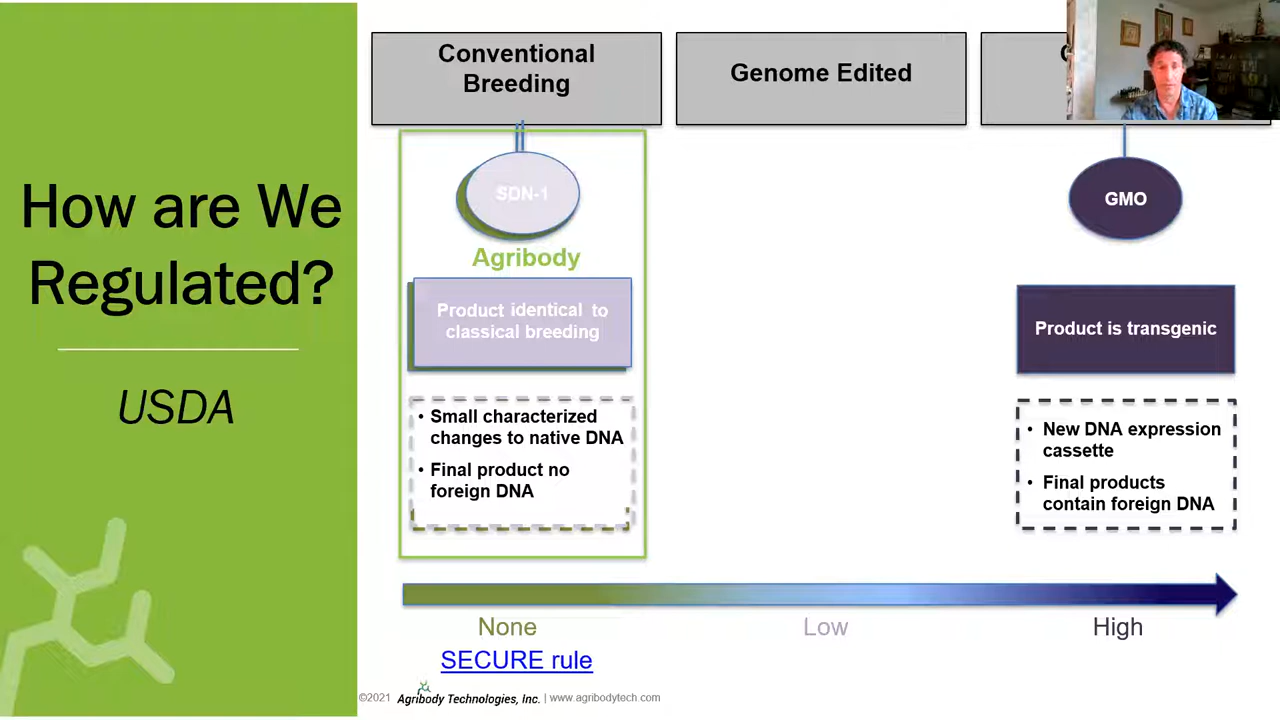 How are We
Regulated?
USDA
Conventional
Breeding
Genome Edited
SDN-1
Agribody
Product identical to
classical breeding
• Small characterized
changes to native DNA
• Final product no
foreign DNA
GMO
Product is transgenic
• New DNA expression
cassette
• Final products
contain foreign DNA
None
Low
High
SECURE rule
©2021 Agribody Technologies, Inc. | www.agribodytech.com